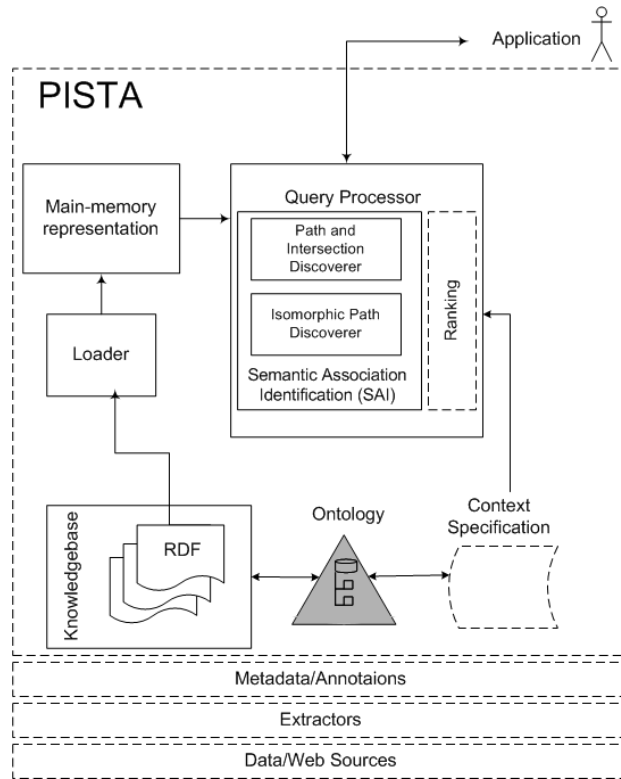 Application
PISTA
Main-memory
representation
Query Processor
Path and
Intersection
Discoverer
Isomorphic Path
Discoverer
Semantic Association
Identification (SAI)
Ranking
Loader
Knowledgebase
RDF
Ontology
Context
Specification
Metadata/Annotaions
Extractors
Data/Web Sources